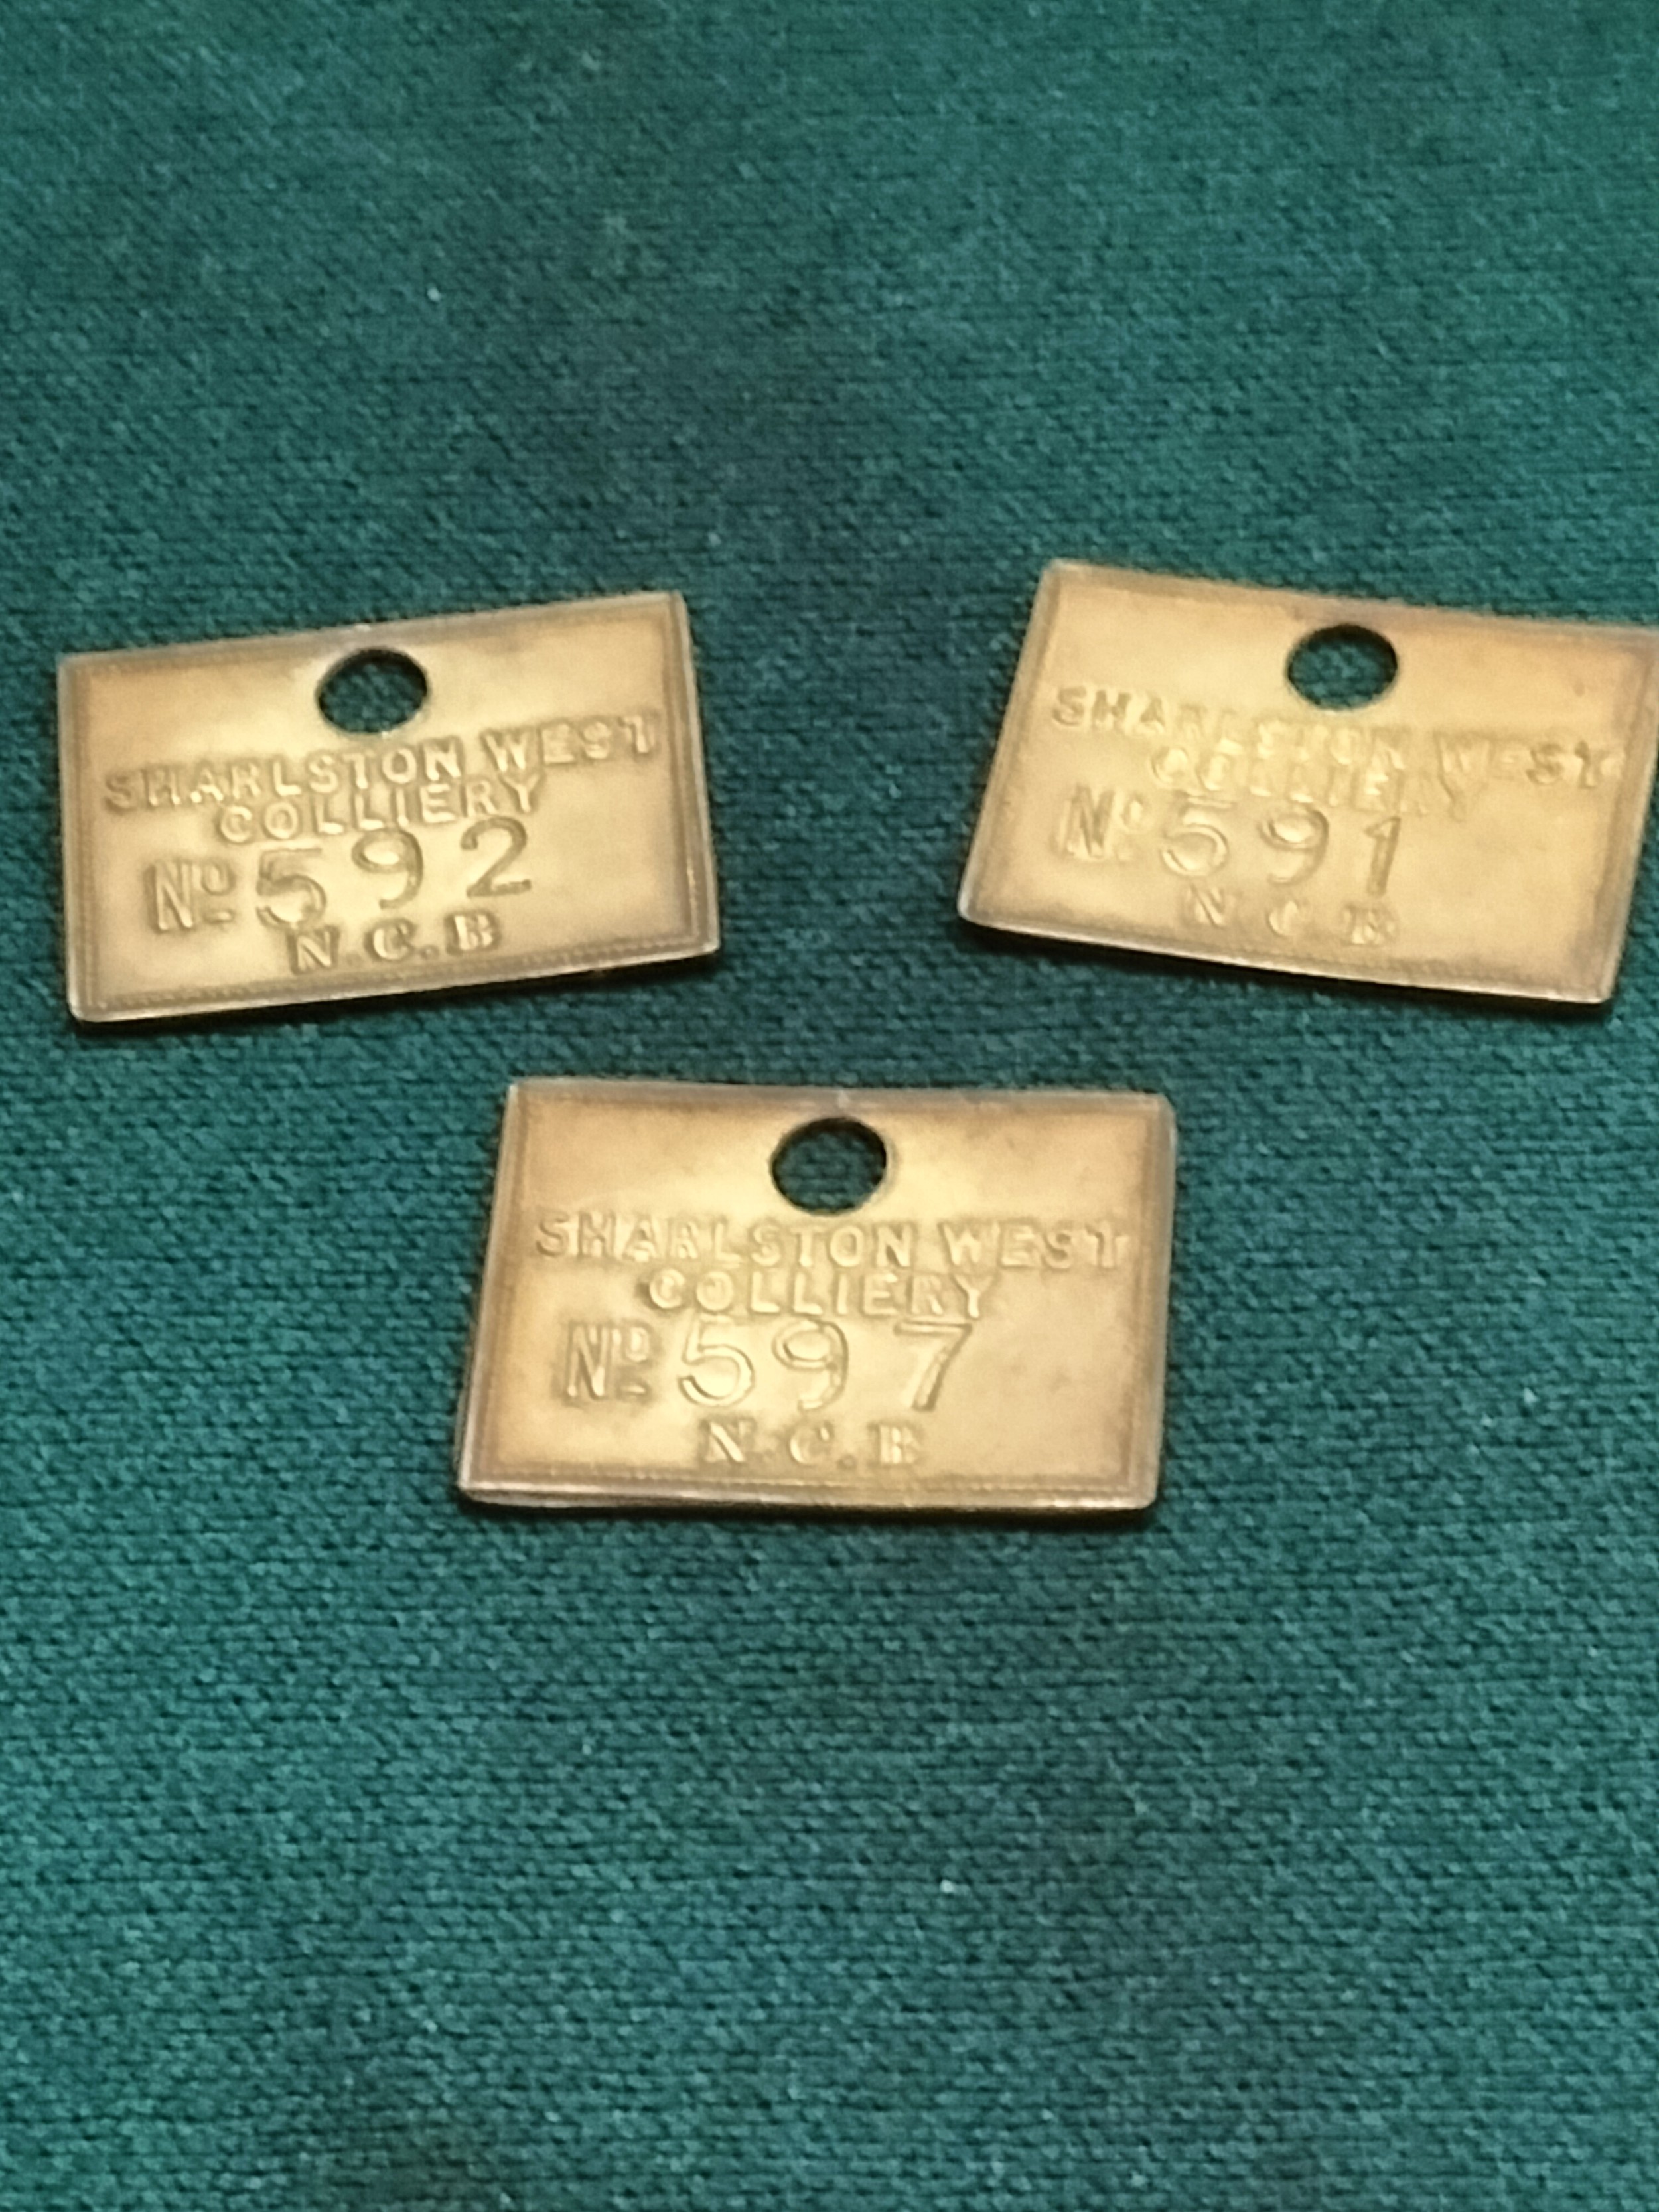 SHARLSTON WEST
COLLIERY
Nº 592
N.C.B
SHARLSTON WEST
COLLIERY
Nº 591
N.C.B
SHARLSTON WEST
COLLIERY
Nº 597
N.C.B